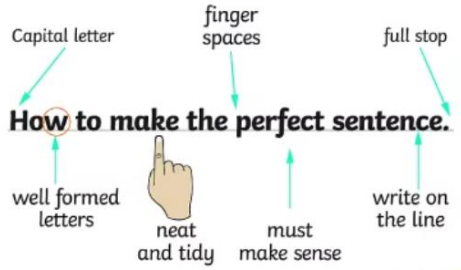 finger
spaces
Capital letter
full stop
How to make the perfect sentence.
well formed
letters
neat
and tidy
must
make sense
write on
the line